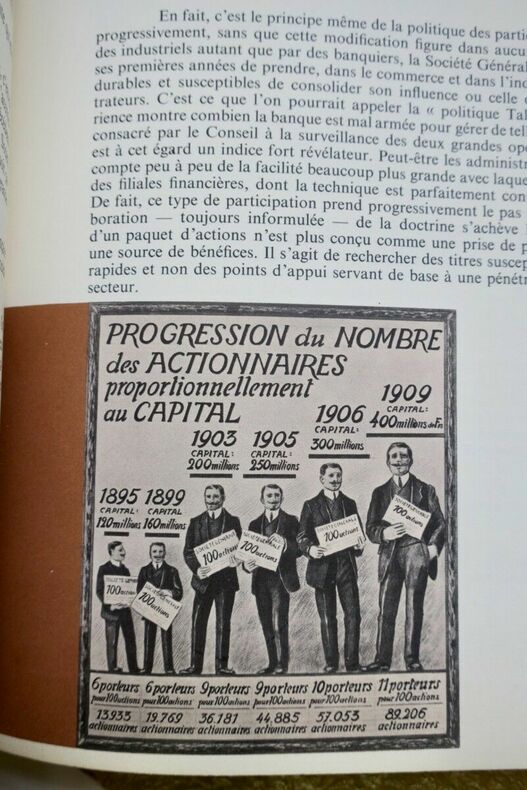 En fait, c'est le principe même de la politique des
progressivement, sans que cette modification figure dans
des industriels autant que par des banquiers, la Société
ses premières années de prendre, dans le commerce et dans
durables et susceptibles de consolider son influence ou celle
trateurs. C'est ce que l'on pourrait appeler la « politique
rience montre combien la banque est mal armée pour gérer de
consacré par le Conseil à la surveillance des deux grandes
est à cet égard un indice fort révélateur. Peut-être les
compte peu à peu de la facilité beaucoup plus grande avec
des filiales financières, dont la technique est parfaitement
De fait, ce type de participation prend progressivement le pas
boration — toujours informulée — de la doctrine s'achève
d'un paquet d'actions n'est plus conçu comme une prise de
une source de bénéfices. Il s'agit de rechercher des titres
rapides et non des points d'appui servant de base à une
secteur.
PROGRESSION du NOMBRE
des ACTIONNAIRES
proportionnellement
au CAPITAL
1895
CAPITAL:
120 millions
1899
CAPITAL:
160 millions
1903
CAPITAL:
200 millions
1905
CAPITAL:
250 millions
1906
CAPITAL:
300 millions
1909
CAPITAL:
400 millions de Frs
100 actions
SOCIÉTÉ GÉNÉRALE
100 actions
SOCIÉTÉ GÉNÉRALE
100 actions
100 actions
SOCIÉTÉ GÉNÉRALE
100 actions
SOCIÉTÉ GÉNÉRALE
100 actions
6 porteurs 6 porteurs 9 porteurs 9 porteurs 10 porteurs 11 porteurs
pour 100 actions pour 100 actions pour 100 actions pour 100 actions pour 100 actions pour 100 actions
13.933 19.769 36.181 44,885 57.053 89.206
actionnaires actionnaires actionnaires actionnaires actionnaires actionnaires